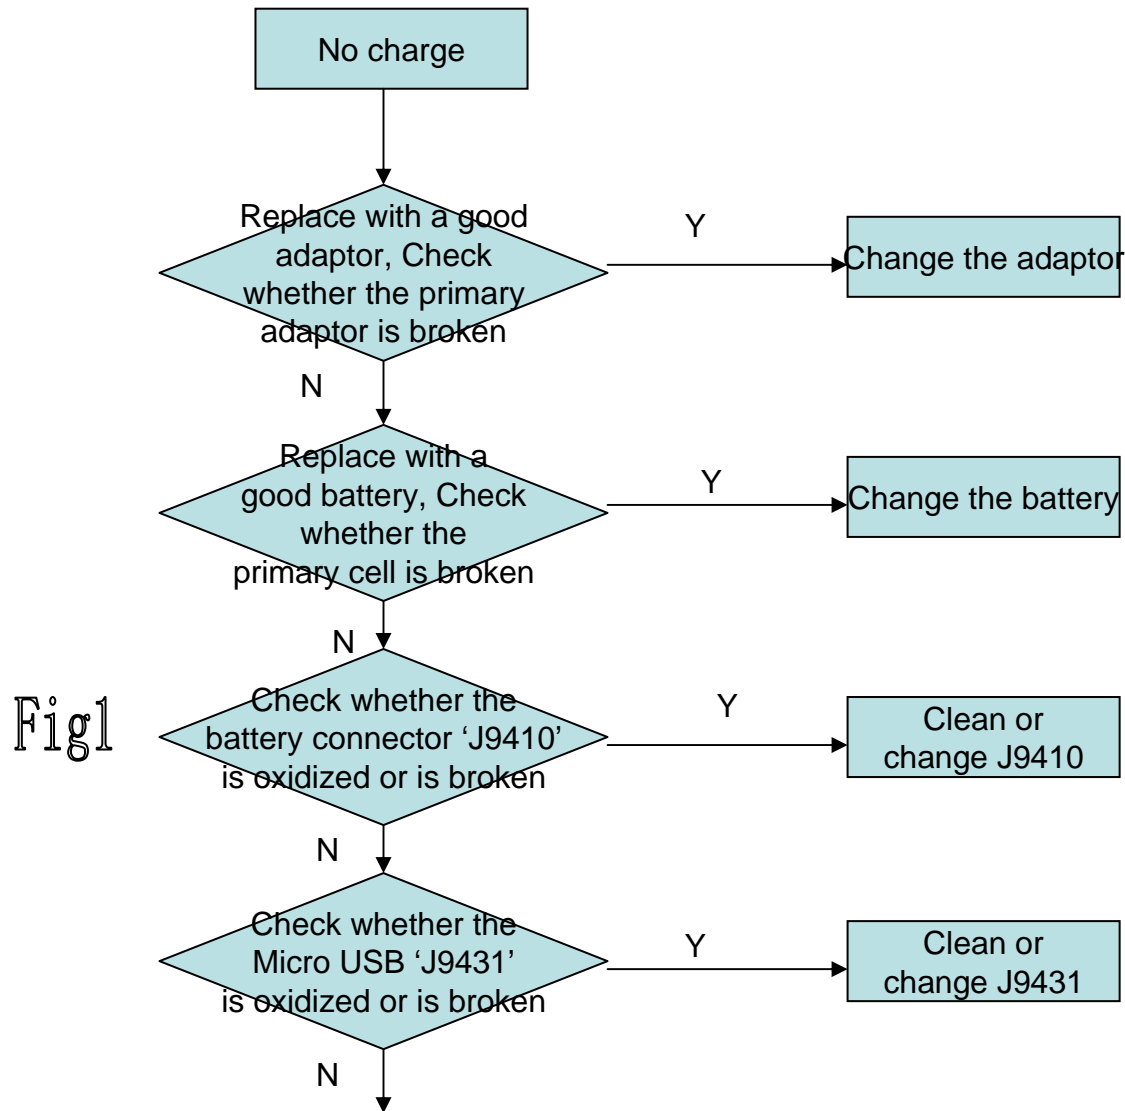 No charge
Replace with a good
adaptor, Check
whether the primary
adaptor is broken
Y
Change the adaptor
N
Replace with a
good battery, Check
whether the
primary cell is broken
Y
Change the battery
N
Fig1
Check whether the
battery connector ‘J9410’
is oxidized or is broken
Y
Clean or
change J9410
N
Check whether the
Micro USB ‘J9431’
is oxidized or is broken
Y
Clean or
change J9431
N